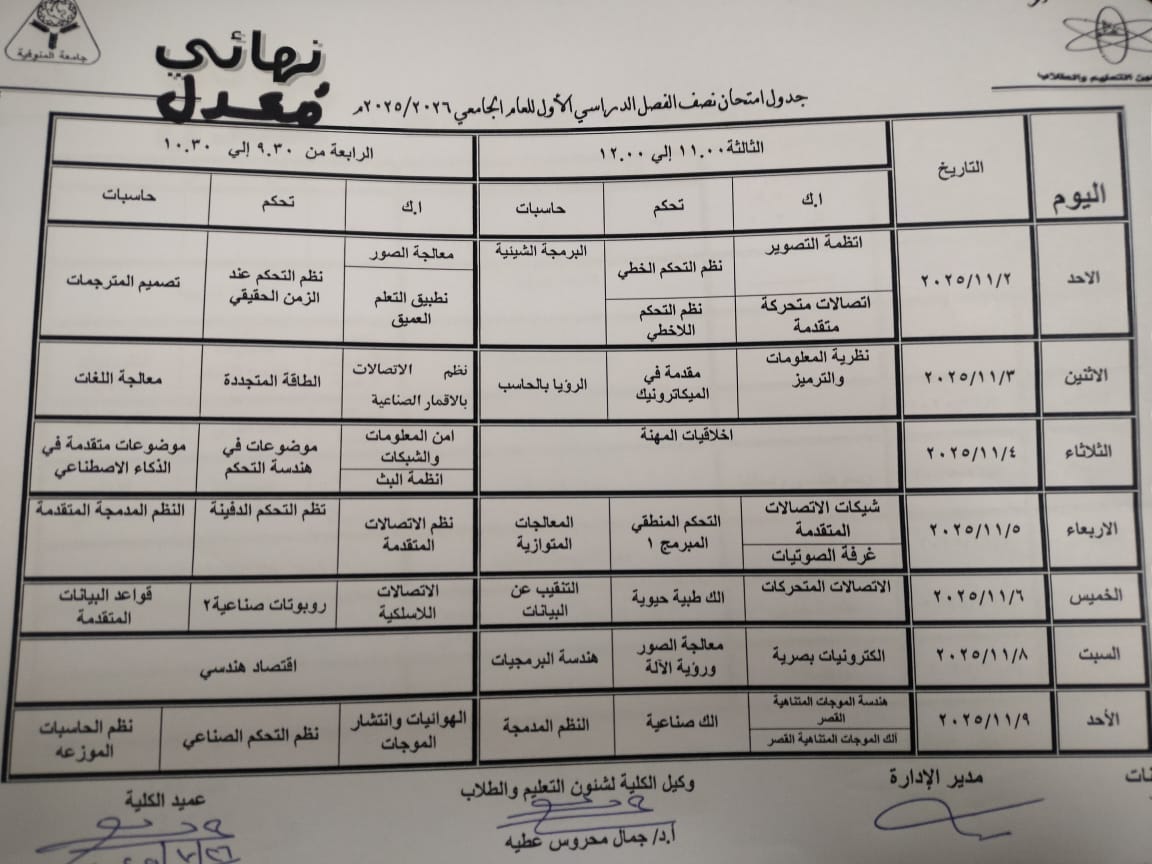 جامعة المنوفية
نهائي
مُعدل
جدول امتحان نصف الفصل الدراسي الأول للعام الجامعي ٢٠٢٥/٢٠٢٦م
اليوم | التاريخ | الثالثة ١١.٠٠ إلي ١٢.٠٠ | الرابعة من ٩.٣٠ إلي ١٠.٣٠
ا.ك | تحكم | حاسبات | ا.ك | تحكم | حاسبات
الاحد | ٢٠٢٥/١١/٢ | اتظمة التصوير | نظم التحكم الخطي | البرمجة الشيئية | معالجة الصور | نظم التحكم عند الزمن الحقيقي | تصميم المترجمات
اتصالات متحركة متقدمة | نظم التحكم اللاخطي | تطبيق التعلم العميق
الاثنين | ٢٠٢٥/١١/٣ | نظرية المعلومات والترميز | مقدمة في الميكاترونيك | الرؤيا بالحاسب | نظم الاتصالات بالاقمار الصناعية | الطاقة المتجددة | معالجة اللغات
الثلاثاء | ٢٠٢٥/١١/٤ | اخلاقيات المهنة | امن المعلومات والشبكات | موضوعات في هندسة التحكم | موضوعات متقدمة في الذكاء الاصطناعي
انظمة البث
الاربعاء | ٢٠٢٥/١١/٥ | شبكات الاتصالات المتقدمة | التحكم المنطقي المبرمج ١ | المعالجات المتوازية | نظم الاتصالات المتقدمة | تظم التحكم الدفينة | النظم المدمجة المتقدمة
غرفة الصوتيات
الخميس | ٢٠٢٥/١١/٦ | الاتصالات المتحركات | الك طبية حيوية | التنقيب عن البيانات | الاتصالات اللاسلكية | روبوتات صناعية٢ | قواعد البيانات المتقدمة
السبت | ٢٠٢٥/١١/٨ | الكترونيات بصرية | معالجة الصور ورؤية الآلة | هندسة البرمجيات | اقتصاد هندسي
الأحد | ٢٠٢٥/١١/٩ | هندسة الموجات المتناهية القصر | الك صناعية | النظم المدمجة | الهوائيات وانتشار الموجات | نظم التحكم الصناعي | نظم الحاسبات الموزعه
الك الموجات المتناهية القصر
مدير الإدارة
وكيل الكلية لشئون التعليم والطلاب
أ.د/ جمال محروس عطيه
عميد الكلية